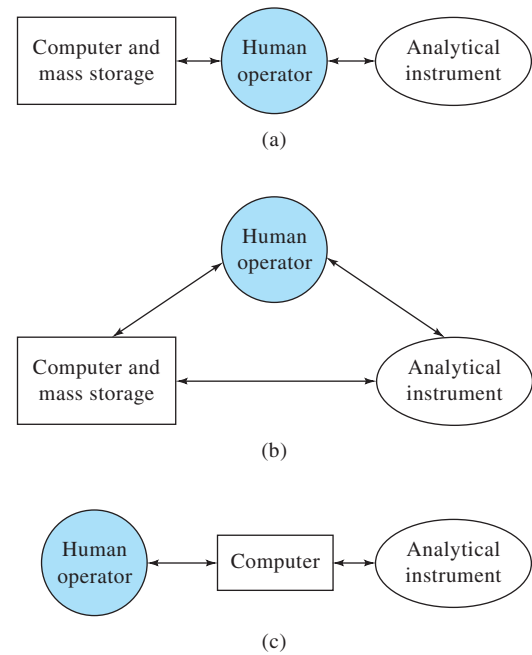 Computer and
mass storage
Human
operator
Analytical
instrument
(a)
Human
operator
Computer and
mass storage
Analytical
instrument
(b)
Human
operator
Computer
Analytical
instrument
(c)